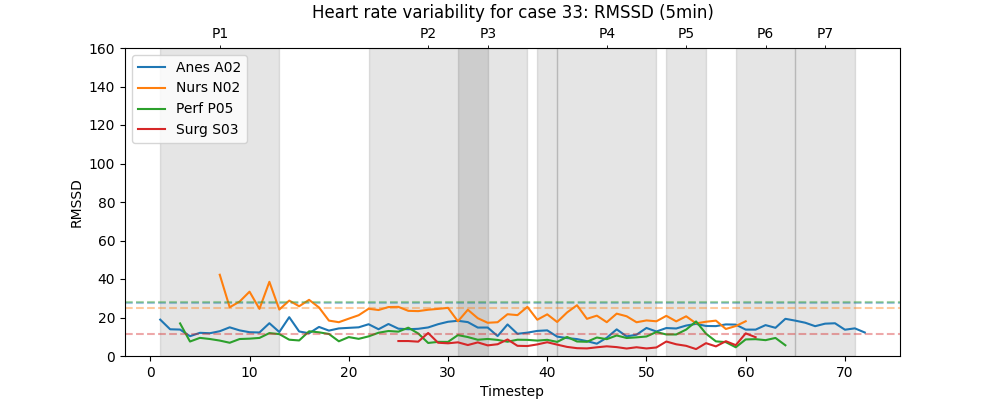 Heart rate variability for case 33: RMSSD (5min)
P1 P2 P3 P4 P5 P6 P7
160
140
120
100
80
60
40
20
0
RMSSD
Anes A02
Nurs N02
Perf P05
Surg S03
0 10 20 30 40 50 60 70
Timestep